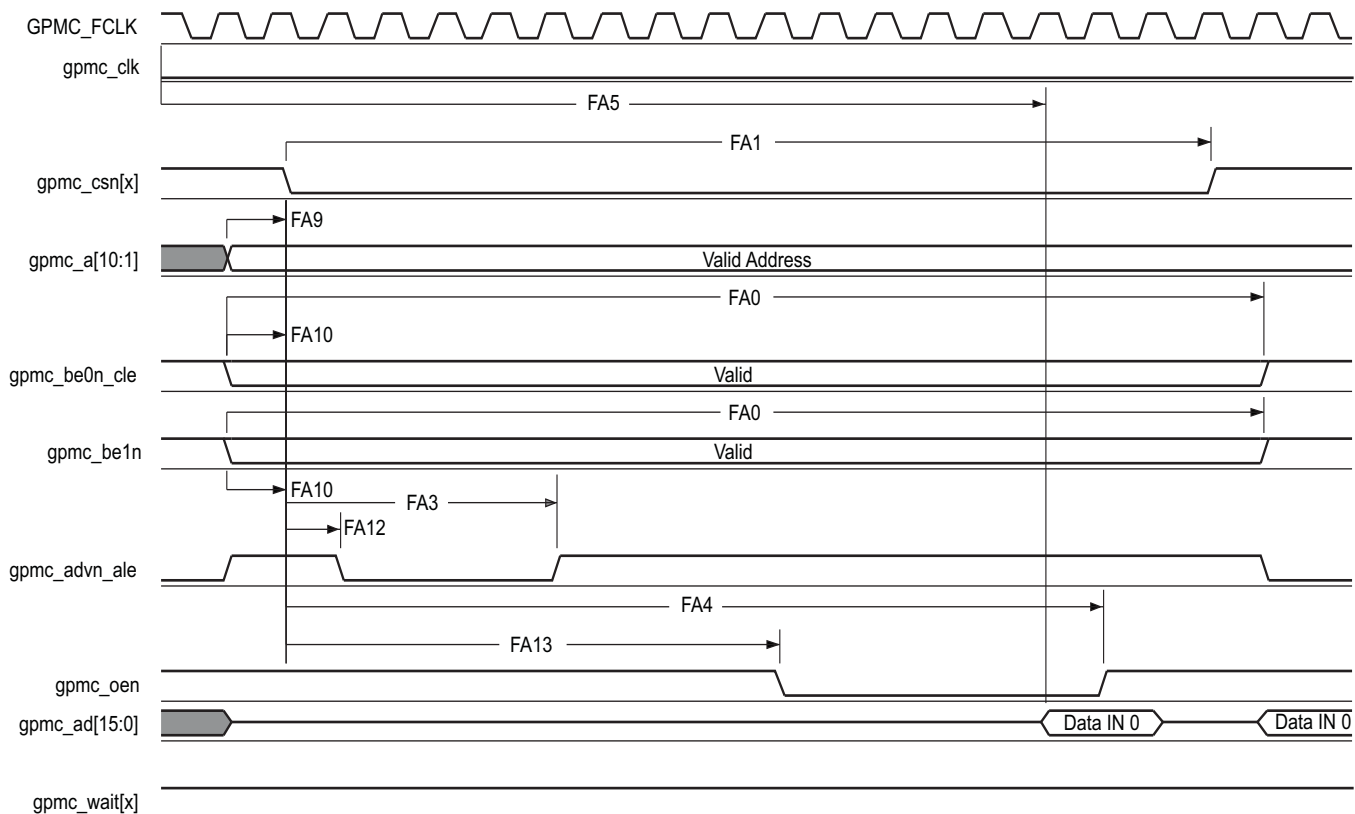 GPMC_FCLK
gpmc_clk
FA5
FA1
gpmc_csn[x]
FA9
gpmc_a[10:1]
Valid Address
FA0
FA10
gpmc_be0n_cle
Valid
FA0
gpmc_be1n
Valid
FA10
FA3
FA12
gpmc_advn_ale
FA4
FA13
gpmc_oen
gpmc_ad[15:0]
Data IN 0
Data IN 0
gpmc_wait[x]